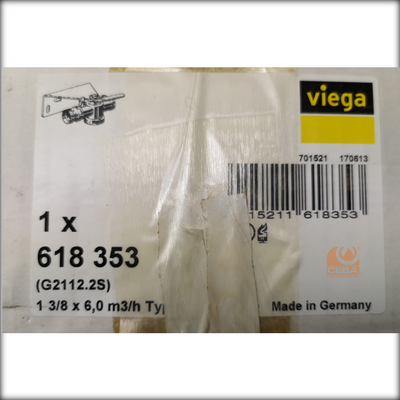 viega
701521 170613
1 x
618 353
15211 618353
(G2112.2S)
1 3/8 x 6,0 m3/h Typ
Made in Germany